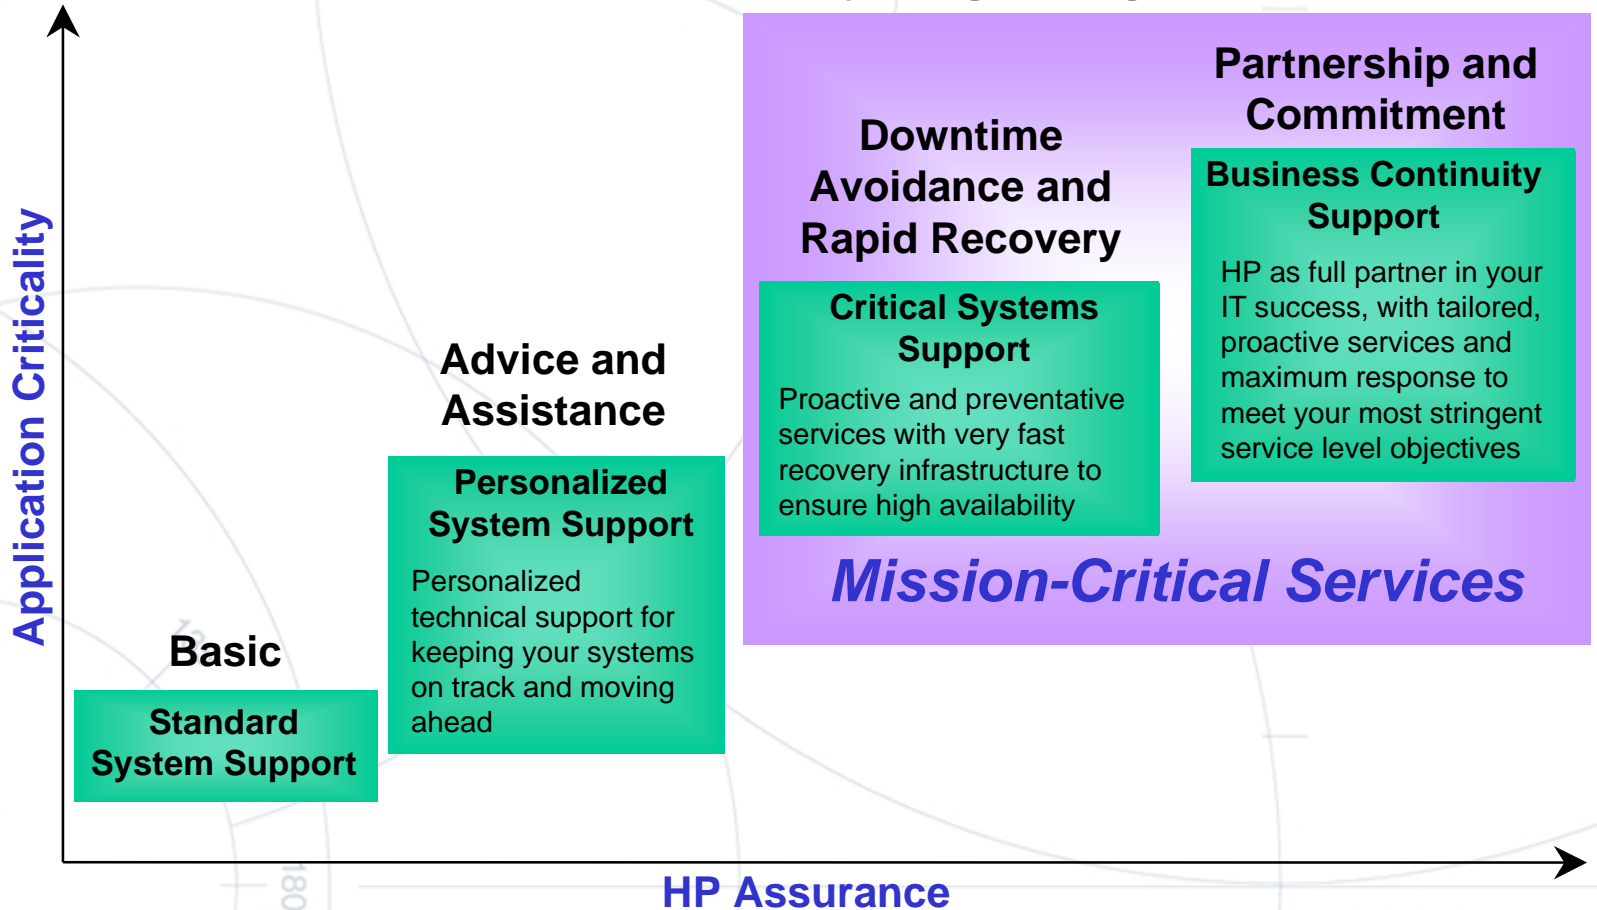 Application Criticality
Basic
Standard
System Support
Advice and
Assistance
Personalized
System Support
Personalized
technical support for
keeping your systems
on track and moving
ahead
Downtime
Avoidance and
Rapid Recovery
Critical Systems
Support
Proactive and preventative
services with very fast
recovery infrastructure to
ensure high availability
Partnership and
Commitment
Business Continuity
Support
HP as full partner in your
IT success, with tailored,
proactive services and
maximum response to
meet your most stringent
service level objectives
Mission-Critical Services
180
HP Assurance